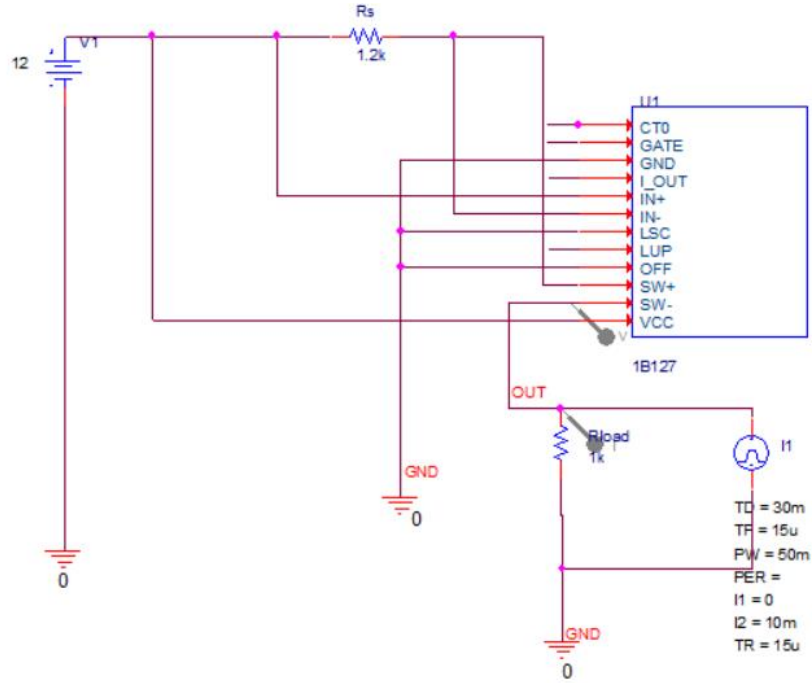 Rs
V1
12
1.2k
U1
CT0
GATE
GND
I_OUT
IN+
IN-
LSC
LUP
OFF
SW+
SW-
VCC
V
1B127
OUT
Rload
1k
I1
GND
0
TD = 30m
TF = 15u
PW = 50m
PER =
I1 = 0
I2 = 10m
TR = 15u
0
GND
0